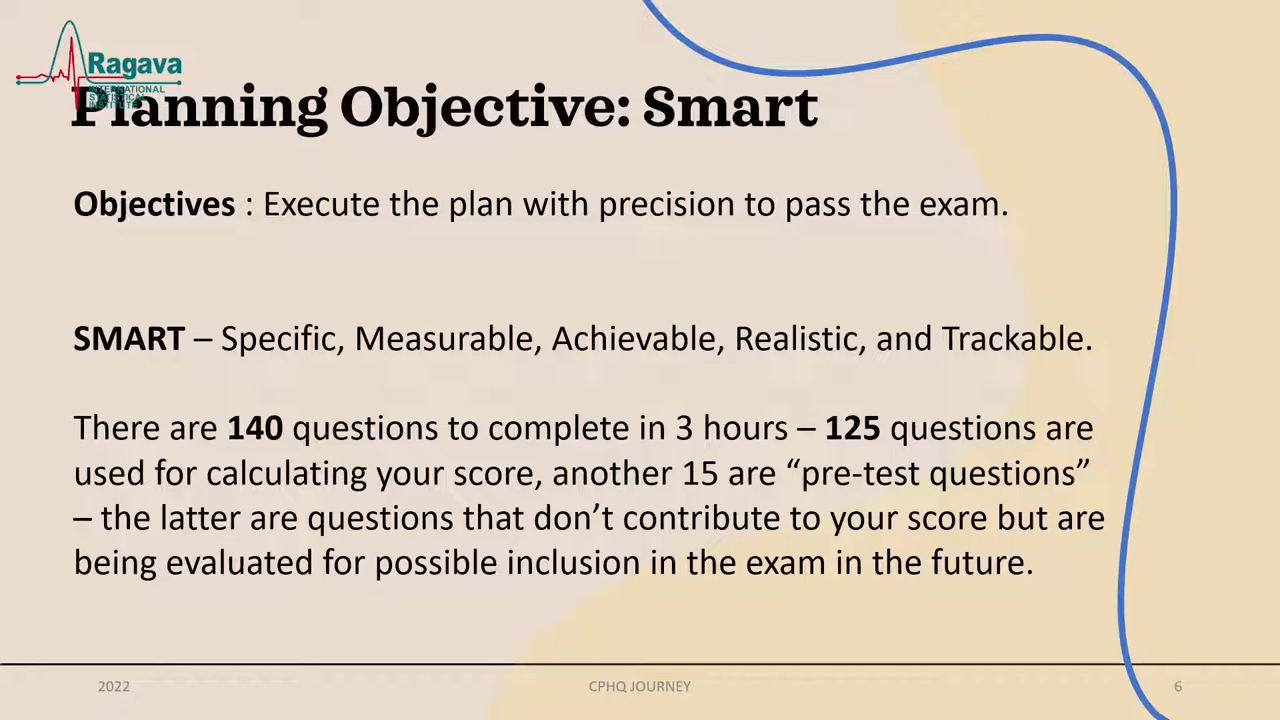 Ragava
INTERNATIONAL
STATISTICAL
Planning Objective: Smart
Objectives : Execute the plan with precision to pass the exam.
SMART – Specific, Measurable, Achievable, Realistic, and Trackable.
There are 140 questions to complete in 3 hours – 125 questions are
used for calculating your score, another 15 are “pre-test questions”
– the latter are questions that don’t contribute to your score but are
being evaluated for possible inclusion in the exam in the future.
2022
CPHQ JOURNEY
6